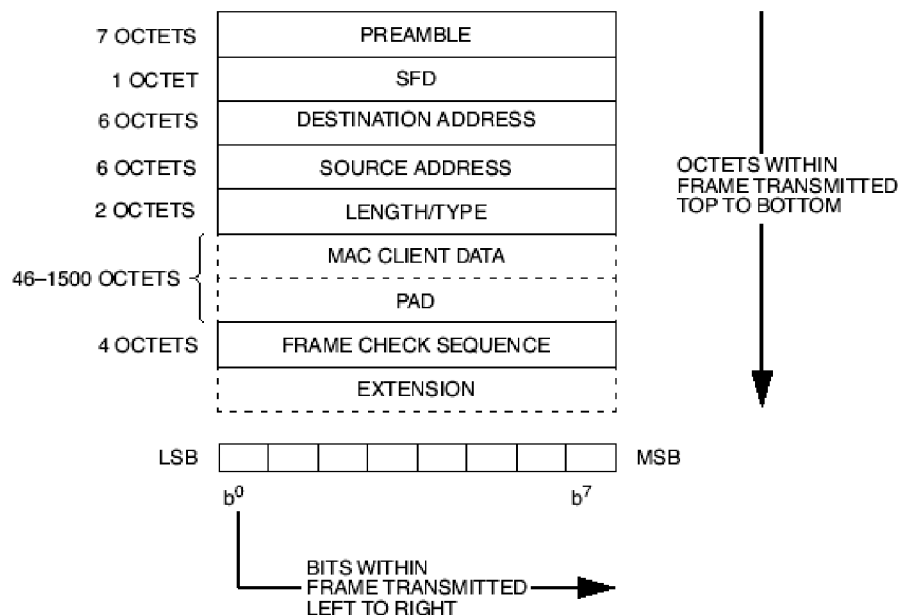 7 OCTETS
PREAMBLE
1 OCTET
SFD
6 OCTETS
DESTINATION ADDRESS
6 OCTETS
SOURCE ADDRESS
2 OCTETS
LENGTH/TYPE
46–1500 OCTETS
MAC CLIENT DATA
PAD
4 OCTETS
FRAME CHECK SEQUENCE
EXTENSION
OCTETS WITHIN
FRAME TRANSMITTED
TOP TO BOTTOM
LSB
MSB
b0
b7
BITS WITHIN
FRAME TRANSMITTED
LEFT TO RIGHT